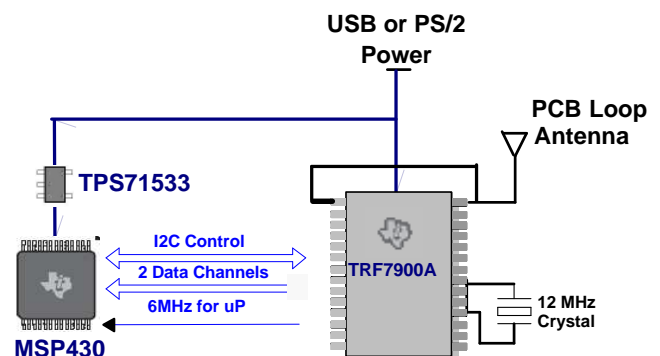 USB or PS/2
Power
PCB Loop
Antenna
TPS71533
I2C Control
2 Data Channels
6MHz for uP
TRF7900A
12 MHz
Crystal
MSP430